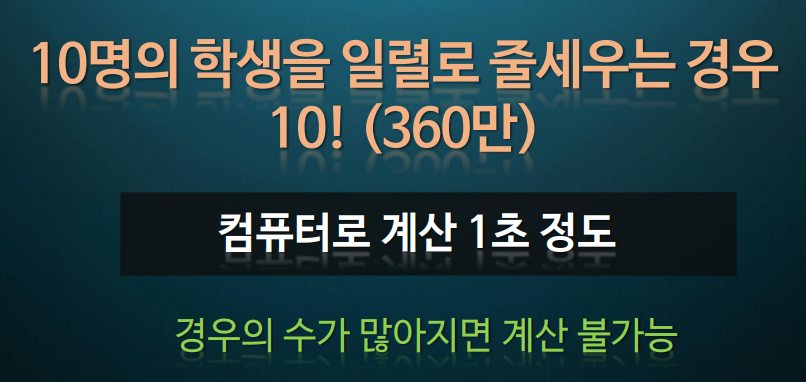 10명의 학생을 일렬로 줄세우는 경우
10! (360만)
컴퓨터로 계산 1초 정도
경우의 수가 많아지면 계산 불가능